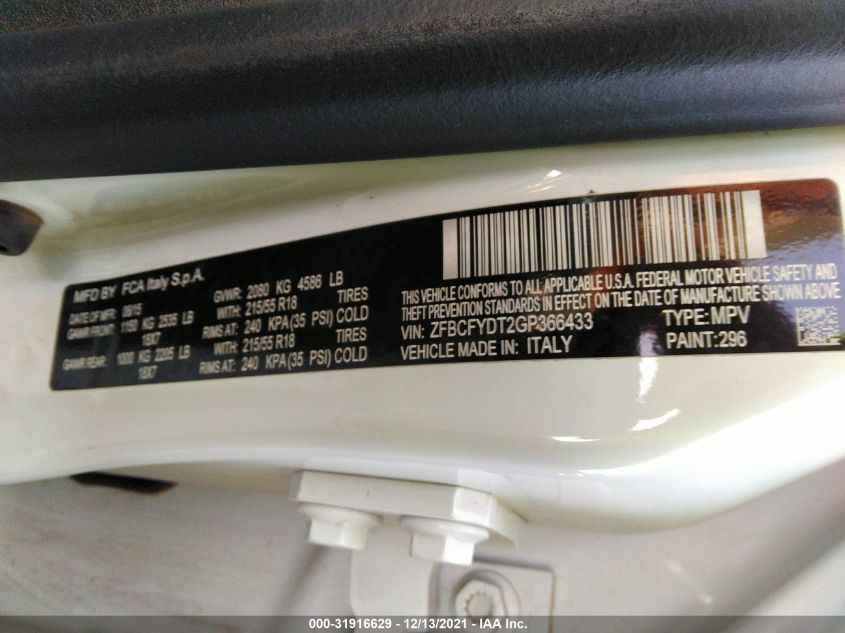 MFD BY FCA Italy S.p.A.
DATE OF MFR: 09/15 GVWR: 2080 KG 4586 LB
GAWR FRONT: 1150 KG 2535 LB WITH: 215/55 R18 TIRES
18X7 RIMS AT: 240 KPA(35 PSI) COLD
GAWR REAR: 1000 KG 2205 LB WITH: 215/55 R18 TIRES
18X7 RIMS AT: 240 KPA(35 PSI) COLD
THIS VEHICLE CONFORMS TO ALL APPLICABLE U.S.A. FEDERAL MOTOR VEHICLE SAFETY AND
THEFT PREVENTION STANDARDS IN EFFECT ON THE DATE OF MANUFACTURE SHOWN ABOVE
VIN: ZFBCFYDT2GP366433 TYPE: MPV
VEHICLE MADE IN: ITALY PAINT: 296
000-31916629 — 12/13/2021 — IAA Inc.